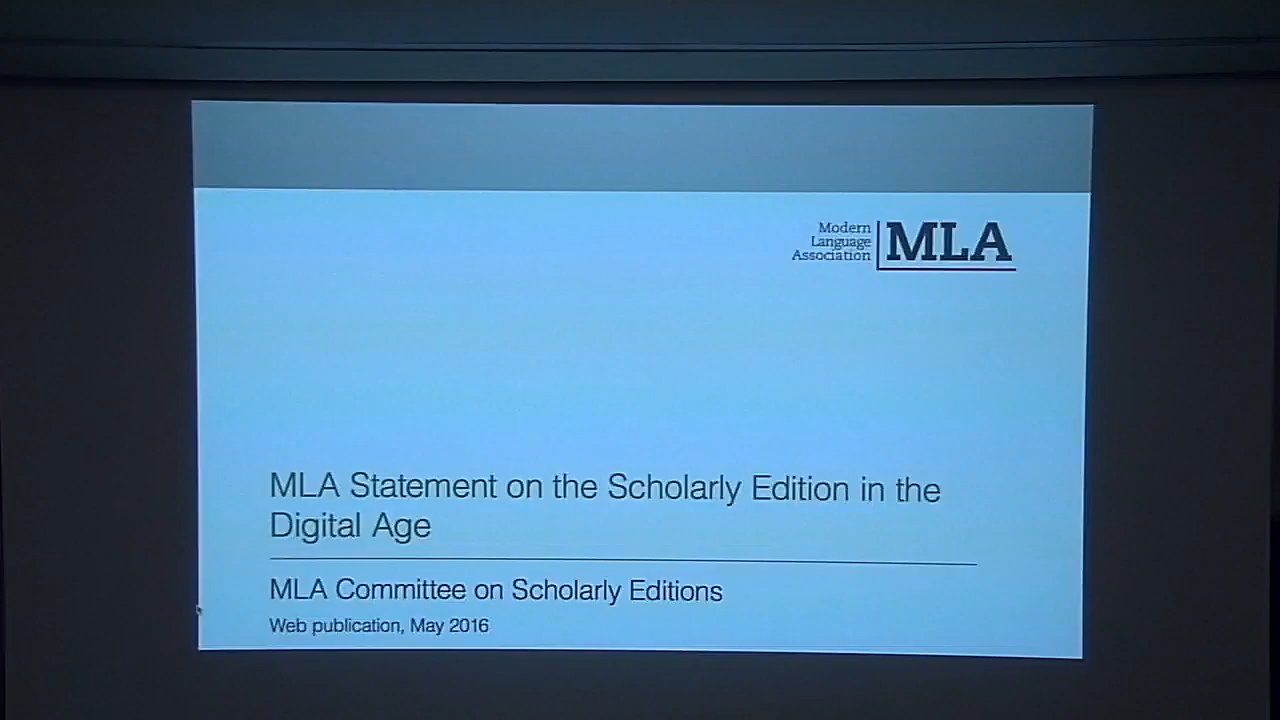 Modern
Language
Association
MLA
MLA Statement on the Scholarly Edition in the
Digital Age
MLA Committee on Scholarly Editions
Web publication, May 2016